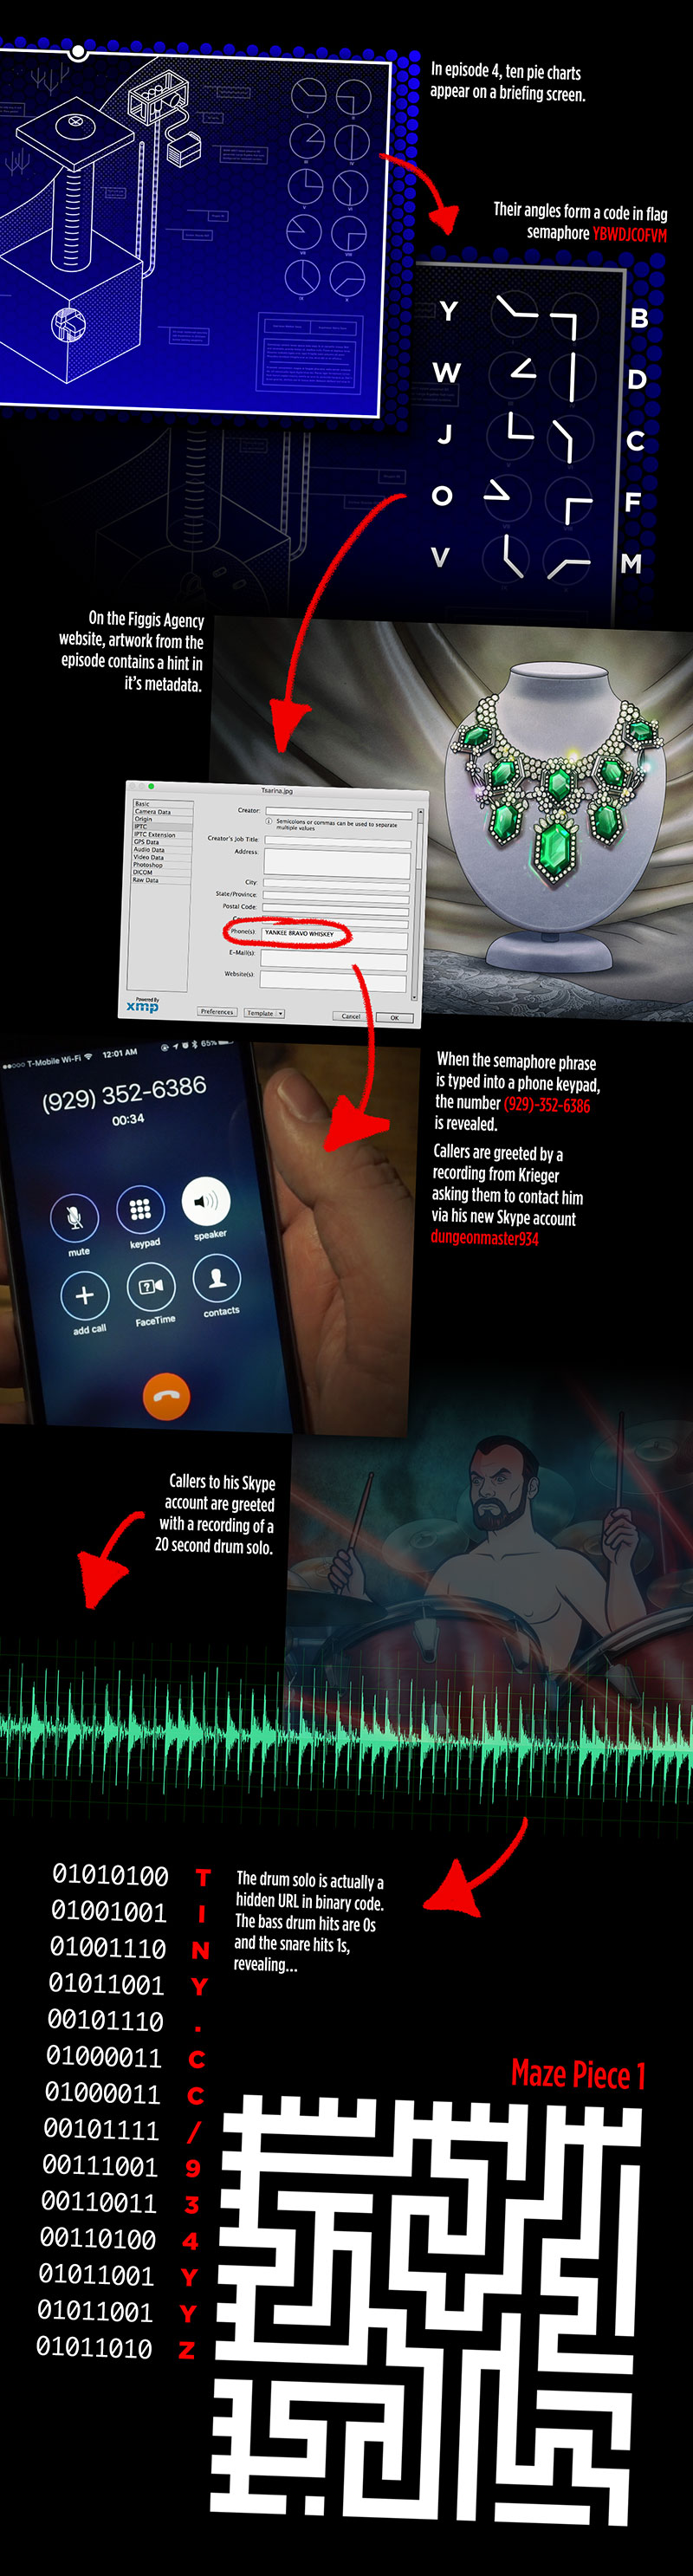 In episode 4, ten pie charts
appear on a briefing screen.
I
II
III
IV
V
VI
VII
VIII
IX
X
Their angles form a code in flag
semaphore YBWDJCOFVM
Y
B
W
D
J
C
O
F
V
M
On the Figgis Agency
website, artwork from the
episode contains a hint in
it's metadata.
Tsarina.jpg
Basic
Camera Data
Origin
IPTC
IPTC Extension
GPS Data
Audio Data
Video Data
Photoshop
DICOM
Raw Data
Creator:
Semicolons or commas can be used to separate
multiple values
Creator's Job Title:
Address:
City:
State/Province:
Postal Code:
Phone(s):
YANKEE BRAVO WHISKEY
E-Mail(s):
Website(s):
Powered By
xmp
Preferences
Template
Cancel
OK
T-Mobile Wi-Fi
12:01 AM
65%
(929) 352-6386
00:34
mute
keypad
speaker
add call
FaceTime
contacts
When the semaphore phrase
is typed into a phone keypad,
the number (929)-352-6386
is revealed.
Callers are greeted by a
recording from Krieger
asking them to contact him
via his new Skype account
dungeonmaster934
Callers to his Skype
account are greeted
with a recording of a
20 second drum solo.
01010100 T
01001001 I
01001110 N
01011001 Y
00101110 .
01000011 C
01000011 C
00101111 /
00111001 9
00110011 3
00110100 4
01011001 Y
01011001 Y
01011010 Z
The drum solo is actually a
hidden URL in binary code.
The bass drum hits are 0s
and the snare hits 1s,
revealing...
Maze Piece 1